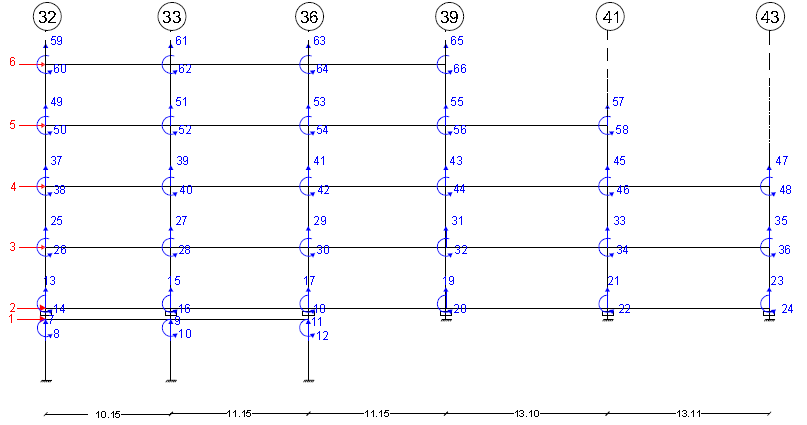 32 33 36 39 41 43
59 61 63 65
6 60 62 64 66
49 51 53 55 57
5 50 52 54 56 58
37 39 41 43 45 47
4 38 40 42 44 46 48
25 27 29 31 33 35
3 26 28 30 32 34 36
13 15 17 19 21 23
2 14 16 10 20 22 24
1 7 9 11
8 10 12
10.15 11.15 11.15 13.10 13.11